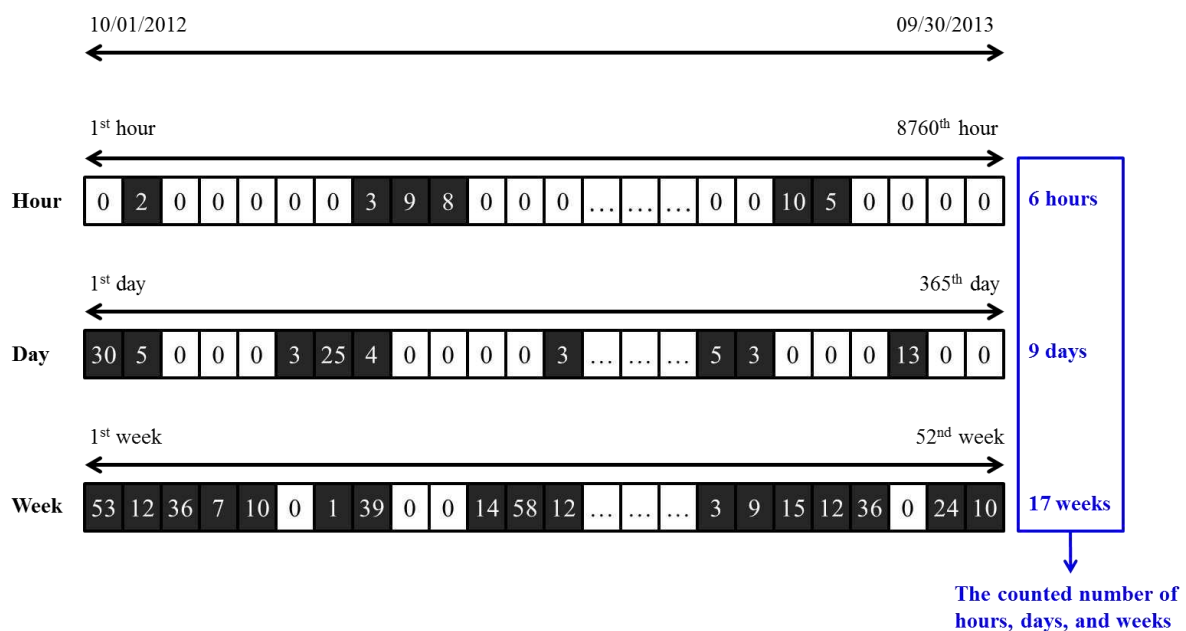 10/01/2012 09/30/2013
1st hour 8760th hour
Hour 0 2 0 0 0 0 0 3 9 8 0 0 0 … … … 0 0 10 5 0 0 0 0 6 hours
1st day 365th day
Day 30 5 0 0 0 3 25 4 0 0 0 0 3 … … … 5 3 0 0 0 13 0 0 9 days
1st week 52nd week
Week 53 12 36 7 10 0 1 39 0 0 14 58 12 … … … 3 9 15 12 36 0 24 10 17 weeks
The counted number of
hours, days, and weeks